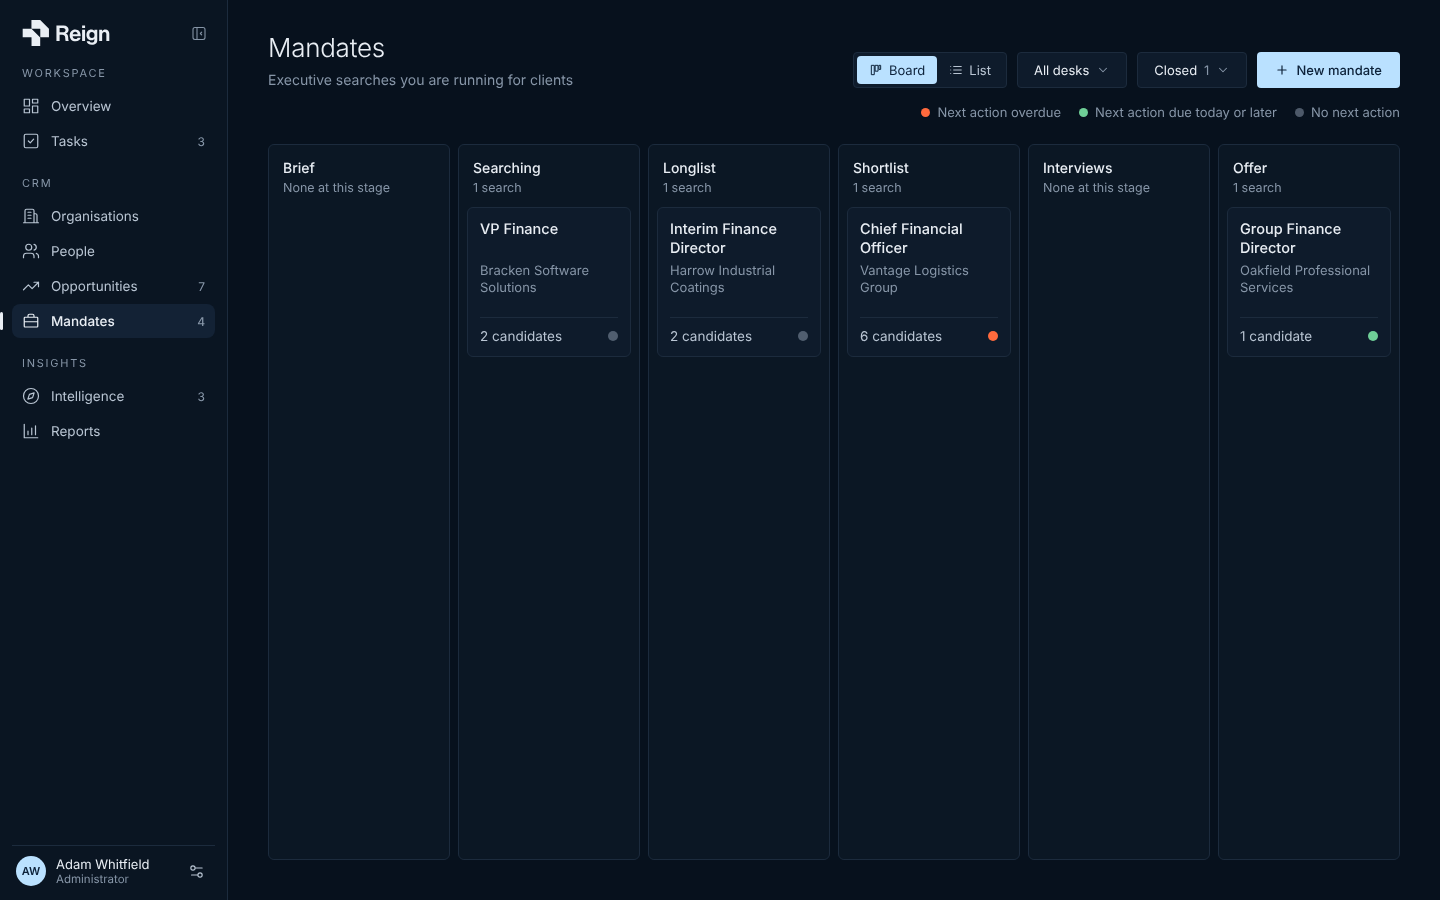 Reign
WORKSPACE
Overview
Tasks 3
CRM
Organisations
People
Opportunities 7
Mandates 4
INSIGHTS
Intelligence 3
Reports
AW
Adam Whitfield
Administrator
Mandates
Executive searches you are running for clients
Board List All desks Closed 1 New mandate
Next action overdue Next action due today or later No next action
Brief
None at this stage
Searching
1 search
VP Finance
Bracken Software
Solutions
2 candidates
Longlist
1 search
Interim Finance
Director
Harrow Industrial
Coatings
2 candidates
Shortlist
1 search
Chief Financial
Officer
Vantage Logistics
Group
6 candidates
Interviews
None at this stage
Offer
1 search
Group Finance
Director
Oakfield Professional
Services
1 candidate